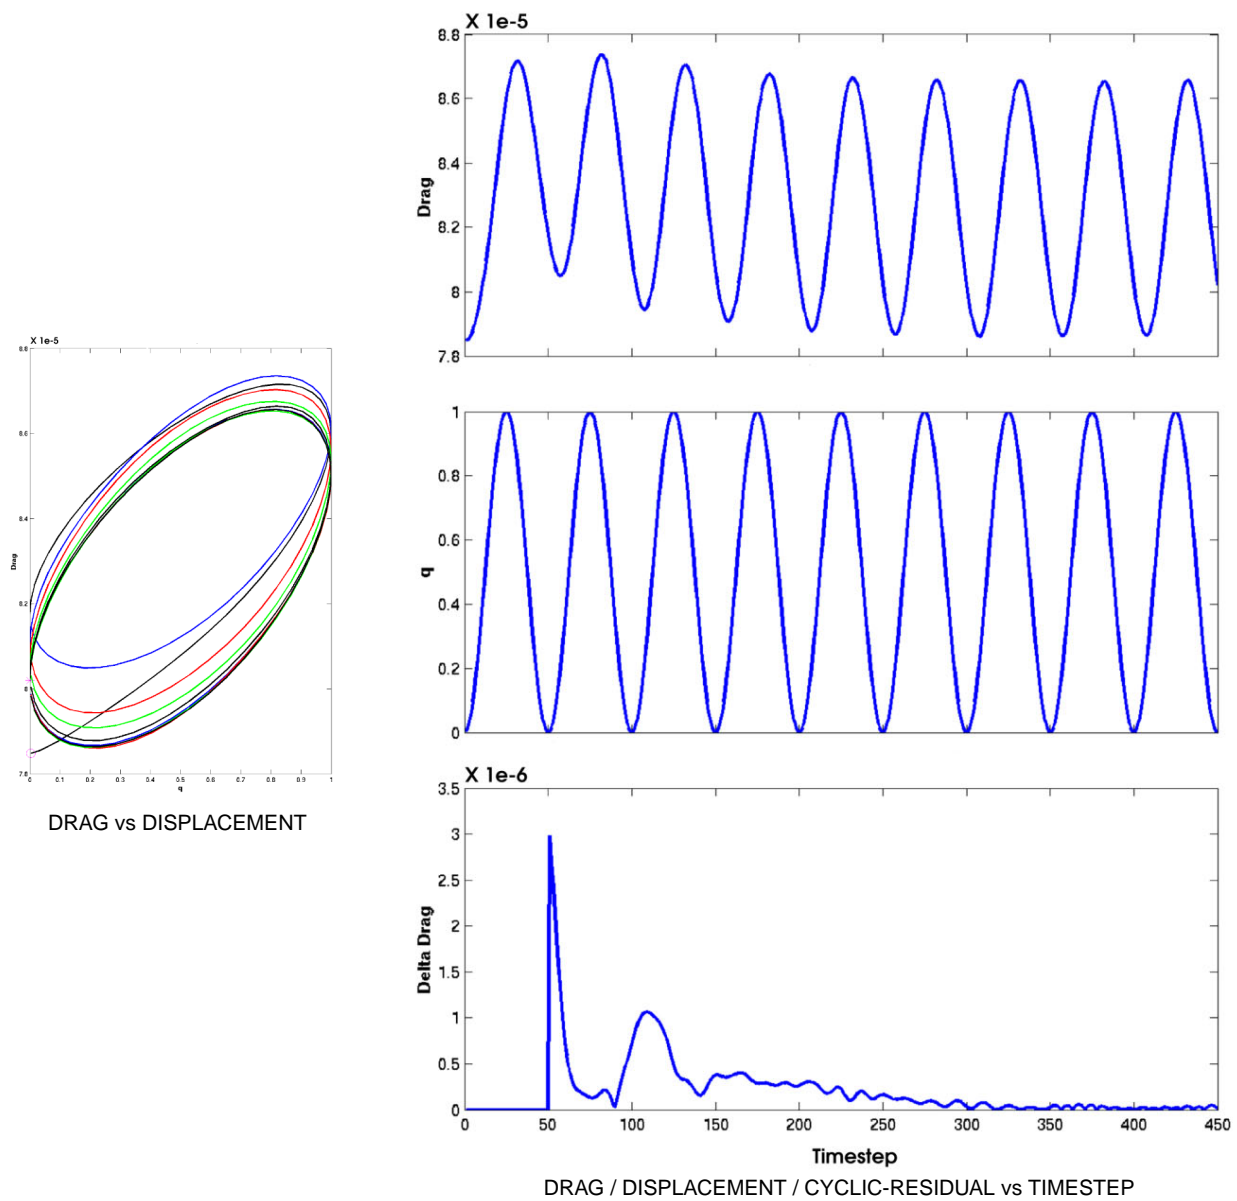 X 1e-5
8.8
8.6
8.4
8.2
8
7.8
Drag
X 1e-5
8.8
8.6
8.4
8.2
8
7.8
Drag
0 0.1 0.2 0.3 0.4 0.5 0.6 0.7 0.8 0.9 1
q
DRAG vs DISPLACEMENT
1
0.8
0.6
0.4
0.2
0
q
X 1e-6
3.5
3
2.5
2
1.5
1
0.5
0
Delta Drag
0 50 100 150 200 250 300 350 400 450
Timestep
DRAG / DISPLACEMENT / CYCLIC-RESIDUAL vs TIMESTEP